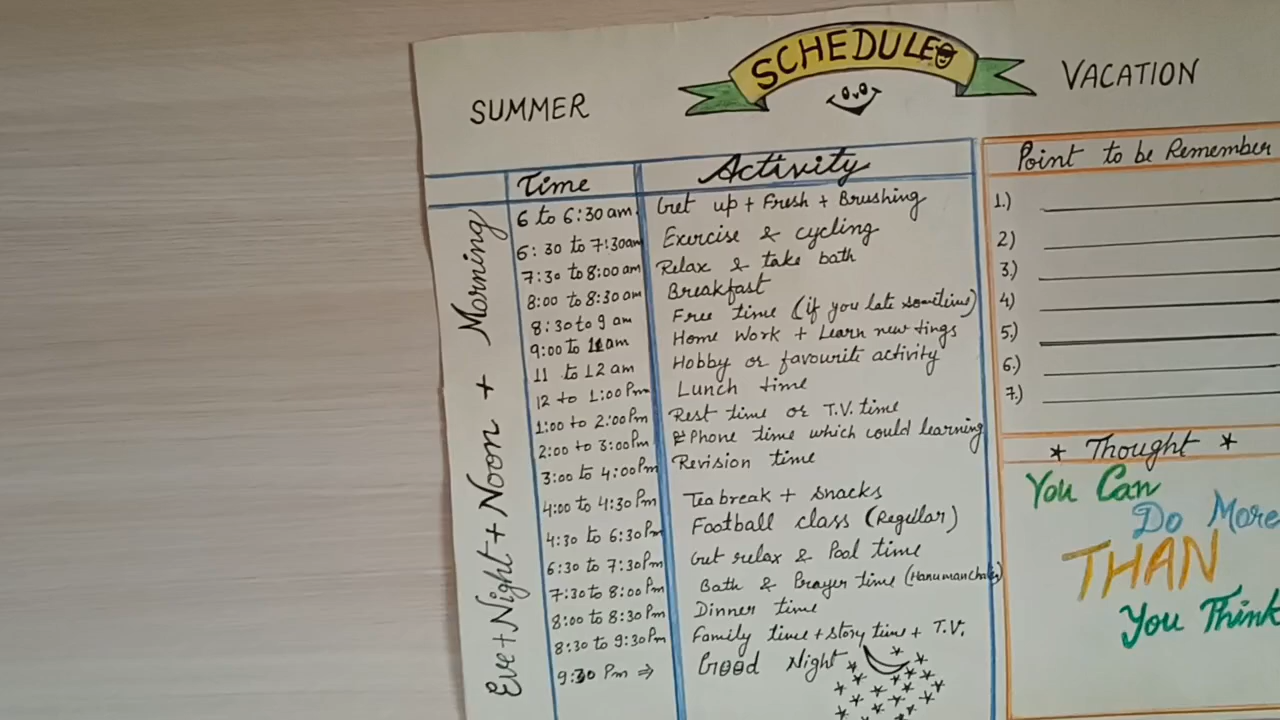 SCHEDULE
SUMMER
VACATION
Time Activity
6 to 6:30 am Get up + Fresh + Brushing
6:30 to 7:30am Exercise & cycling
7:30 to 8:00 am Relax & take bath
8:00 to 8:30 am Breakfast
8:30 to 9 am Free time (if you late sometime)
9:00 to 11am Home Work + Learn new tings
11 to 12 am Hobby or favourite activity
12 to 1:00 Pm Lunch time
1:00 to 2:00 Pm Rest time or T.V. time
2:00 to 3:00 Pm Phone time which could learning
3:00 to 4:00 Pm Revision time
4:00 to 4:30 Pm Tea break + snacks
4:30 to 6:30 Pm Football class (Regular)
6:30 to 7:30 Pm Get relax & Pool time
7:30 to 8:00 Pm Bath & Prayer time
8:00 to 8:30 Pm Dinner time
8:30 to 9:30 Pm Family time + story time + T.V.
9:30 Pm ⇒ Good Night
Eve + Night + Noon + Morning
Point to be Remember
1.)
2)
3.)
4.)
5.)
6.)
7.)
* Thought *
You Can
Do More
THAN
You Think